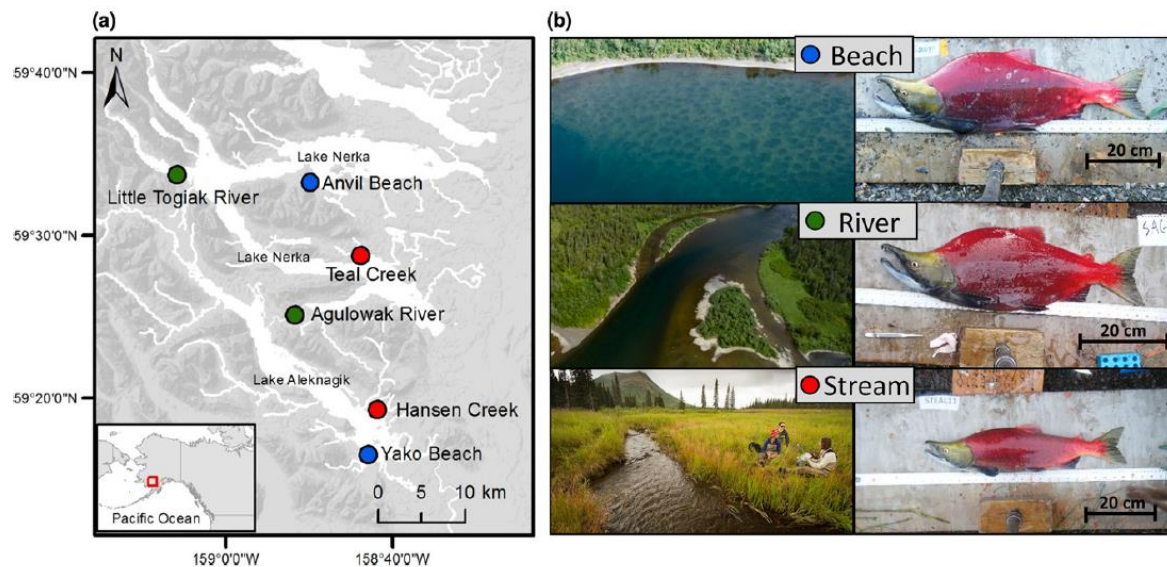 (a)
N
59°40'0"N
59°30'0"N
59°20'0"N
159°0'0"W
158°40'0"W
Lake Nerka
Anvil Beach
Little Togiak River
Lake Nerka
Teal Creek
Agulowak River
Lake Aleknagik
Hansen Creek
Yako Beach
0 5 10 km
Pacific Ocean
(b)
Beach
20 cm
River
SAG
20 cm
Stream
20 cm